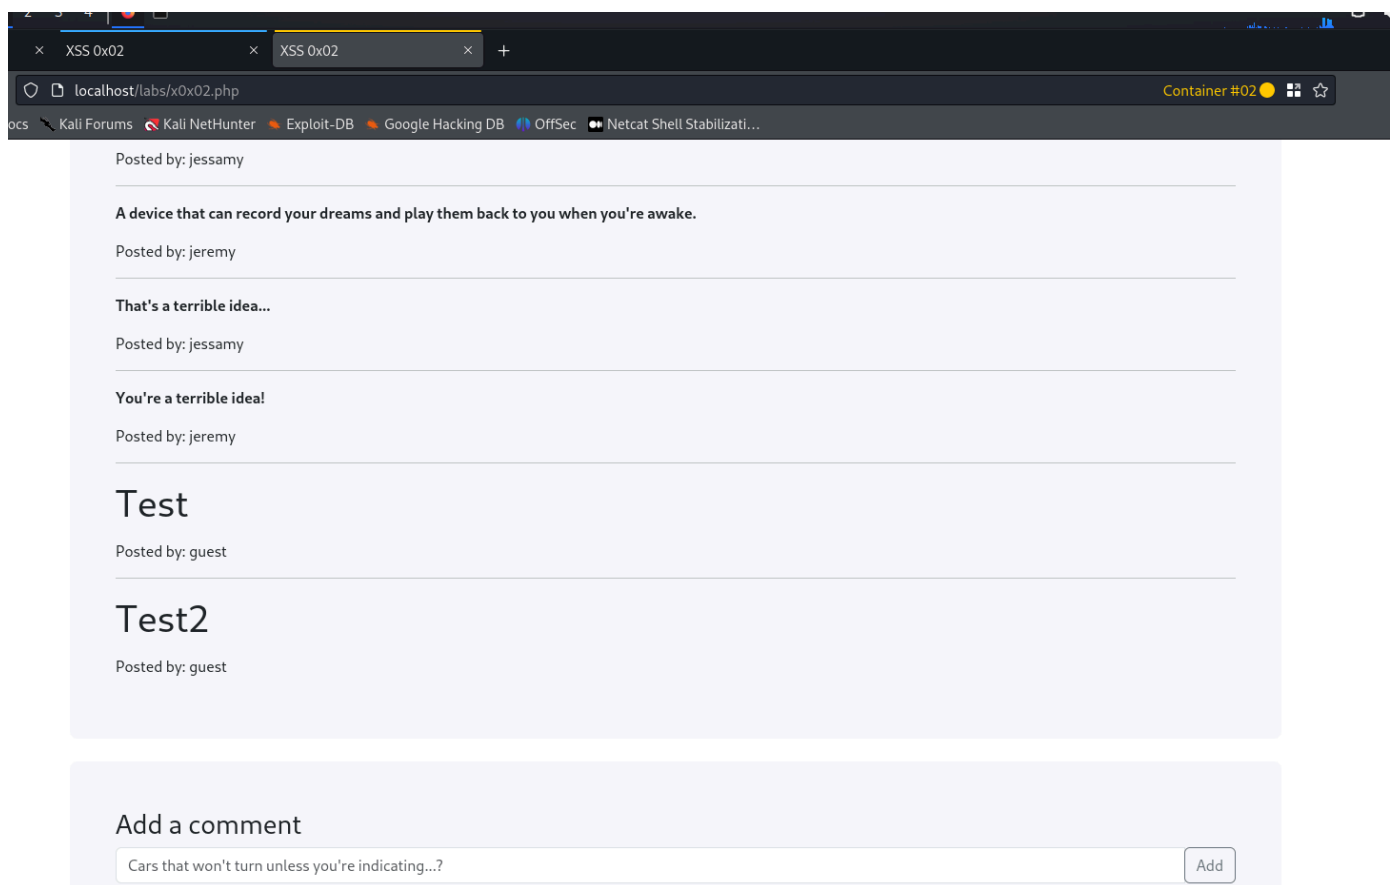 2 3 4
XSS 0x02
XSS 0x02
localhost/labs/x0x02.php
Container #02
ocs Kali Forums Kali NetHunter Exploit-DB Google Hacking DB OffSec Netcat Shell Stabilizati…
Posted by: jessamy
A device that can record your dreams and play them back to you when you're awake.
Posted by: jeremy
That's a terrible idea...
Posted by: jessamy
You're a terrible idea!
Posted by: jeremy
Test
Posted by: guest
Test2
Posted by: guest
Add a comment
Cars that won't turn unless you're indicating...?
Add